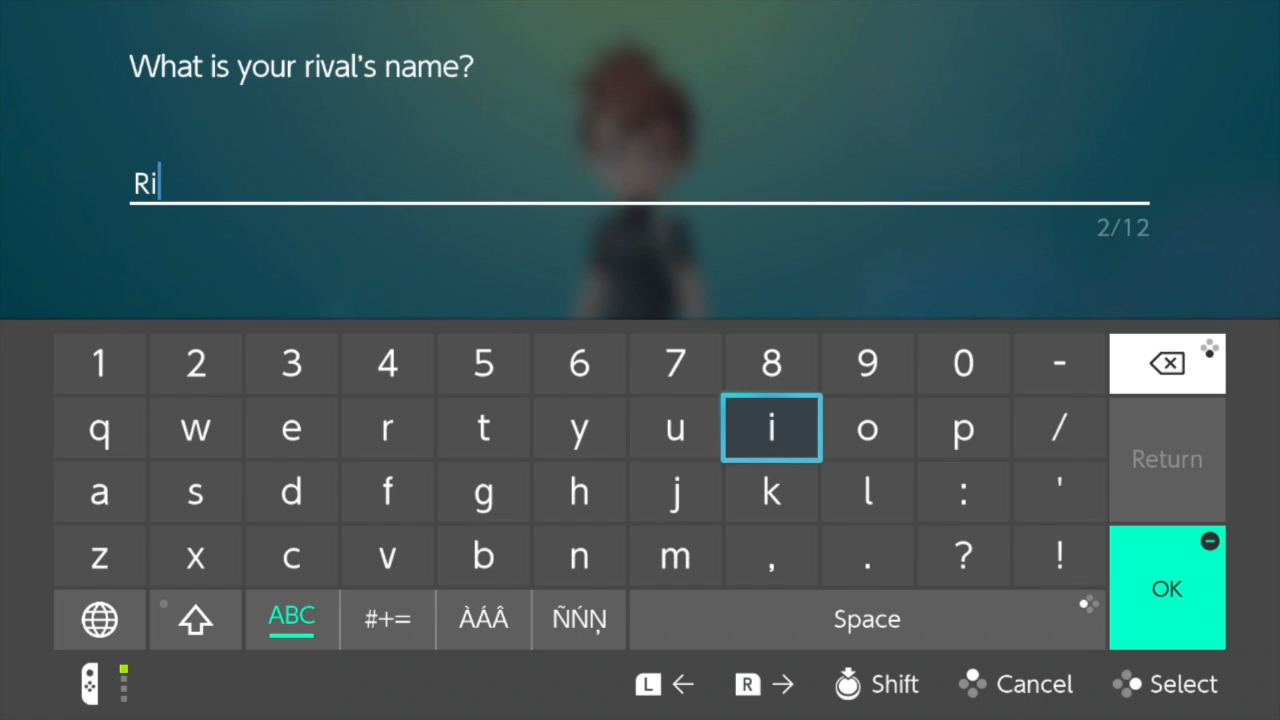 What is your rival's name?
Ri
2/12
1 2 3 4 5 6 7 8 9 0 -
q w e r t y u i o p /
Return
a s d f g h j k l : '
z x c v b n m , . ? !
OK
ABC #+= ÀÁÂ ÑŃŅ Space
L ← R → Shift Cancel Select